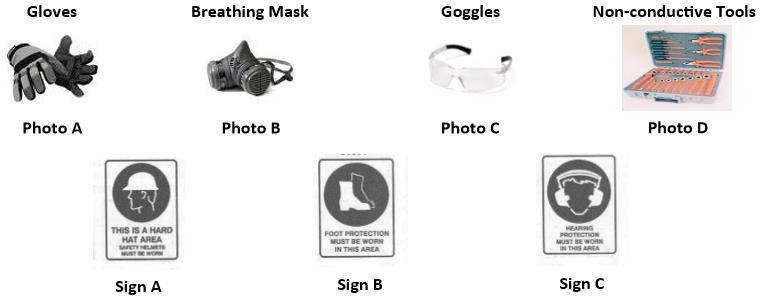 Gloves
Breathing Mask
Goggles
Non-conductive Tools
Photo A
Photo B
Photo C
Photo D
THIS IS A HARD
HAT AREA
SAFETY HELMETS
MUST BE WORN
FOOT PROTECTION
MUST BE WORN
IN THIS AREA
HEARING
PROTECTION
MUST BE WORN
IN THIS AREA
Sign A
Sign B
Sign C